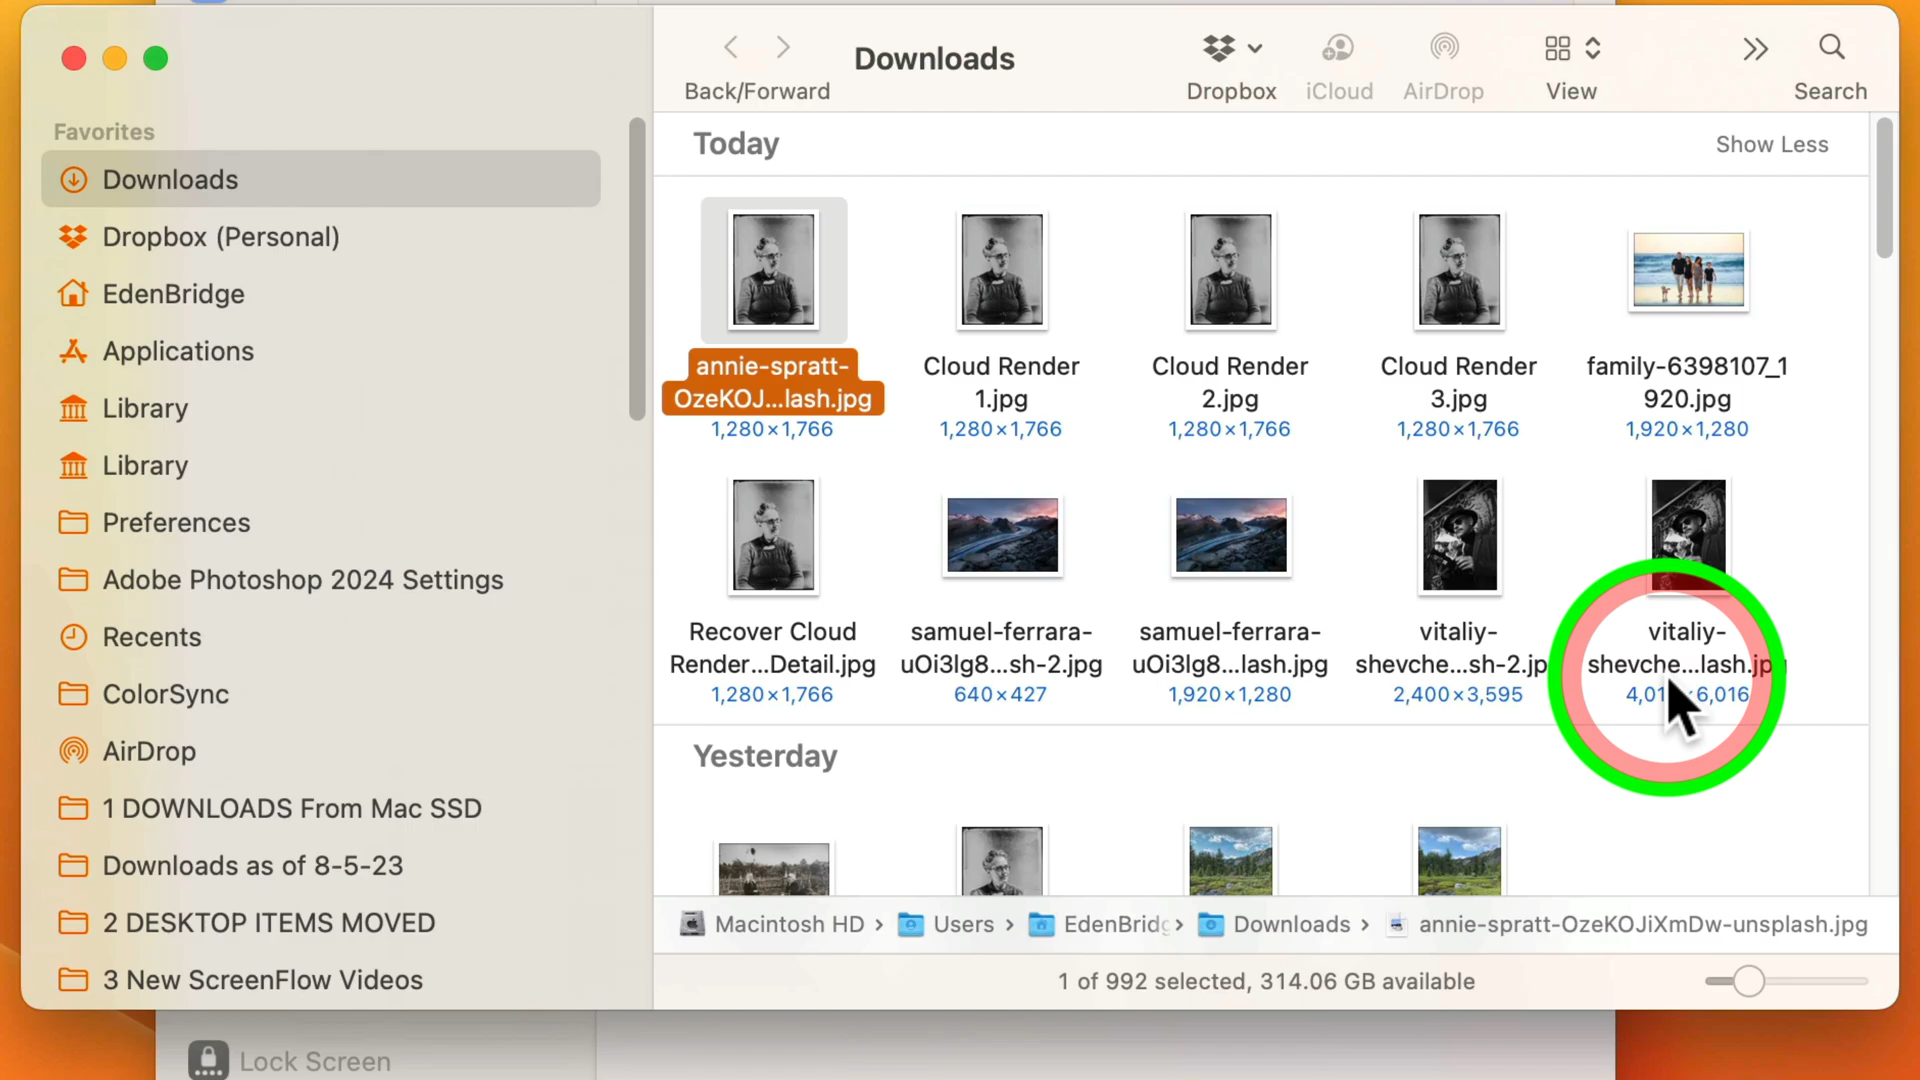 Back/Forward
Downloads
Dropbox
iCloud
AirDrop
View
Search
Favorites
Downloads
Dropbox (Personal)
EdenBridge
Applications
Library
Library
Preferences
Adobe Photoshop 2024 Settings
Recents
ColorSync
AirDrop
1 DOWNLOADS From Mac SSD
Downloads as of 8-5-23
2 DESKTOP ITEMS MOVED
3 New ScreenFlow Videos
Today
Show Less
annie-spratt-
OzeKOJ...lash.jpg
1,280×1,766
Cloud Render
1.jpg
1,280×1,766
Cloud Render
2.jpg
1,280×1,766
Cloud Render
3.jpg
1,280×1,766
family-6398107_1
920.jpg
1,920×1,280
Recover Cloud
Render...Detail.jpg
1,280×1,766
samuel-ferrara-
uOi3lg8...sh-2.jpg
640×427
samuel-ferrara-
uOi3lg8...lash.jpg
1,920×1,280
vitaliy-
shevche...sh-2.jp
2,400×3,595
vitaliy-
shevche...lash.jp
6,016
Yesterday
Macintosh HD › Users › EdenBridg › Downloads › annie-spratt-OzeKOJiXmDw-unsplash.jpg
1 of 992 selected, 314.06 GB available
Lock Screen